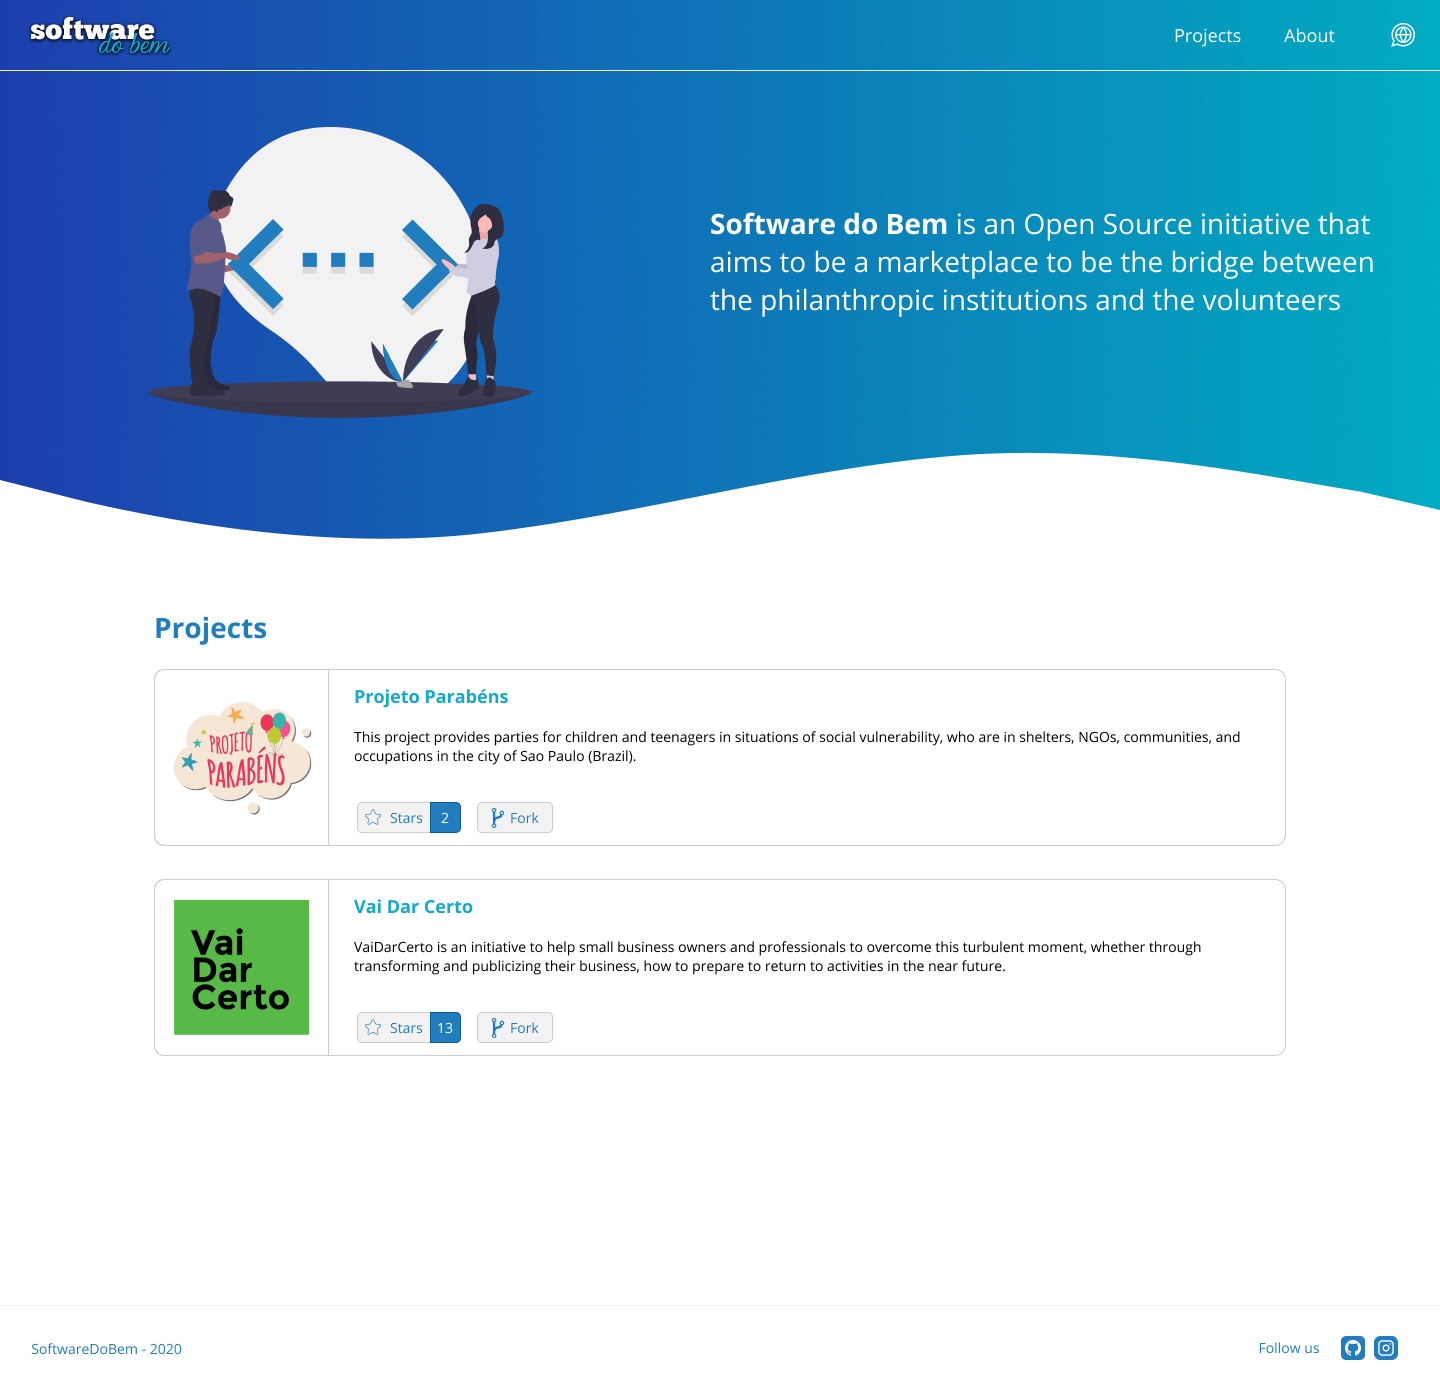 software
do bem
Projects
About
Software do Bem is an Open Source initiative that
aims to be a marketplace to be the bridge between
the philanthropic institutions and the volunteers
Projects
PROJETO
PARABÉNS
Projeto Parabéns
This project provides parties for children and teenagers in situations of social vulnerability, who are in shelters, NGOs, communities, and
occupations in the city of Sao Paulo (Brazil).
Stars 2
Fork
Vai
Dar
Certo
Vai Dar Certo
VaiDarCerto is an initiative to help small business owners and professionals to overcome this turbulent moment, whether through
transforming and publicizing their business, how to prepare to return to activities in the near future.
Stars 13
Fork
SoftwareDoBem - 2020
Follow us